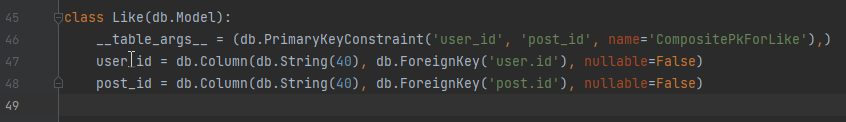 45 class Like(db.Model):
46 __table_args__ = (db.PrimaryKeyConstraint('user_id', 'post_id', name='CompositePkForLike'),)
47 user_id = db.Column(db.String(40), db.ForeignKey('user.id'), nullable=False)
48 post_id = db.Column(db.String(40), db.ForeignKey('post.id'), nullable=False)
49